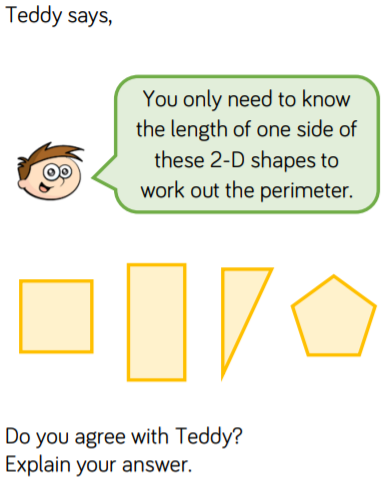 Teddy says,
You only need to know
the length of one side of
these 2-D shapes to
work out the perimeter.
Do you agree with Teddy?
Explain your answer.